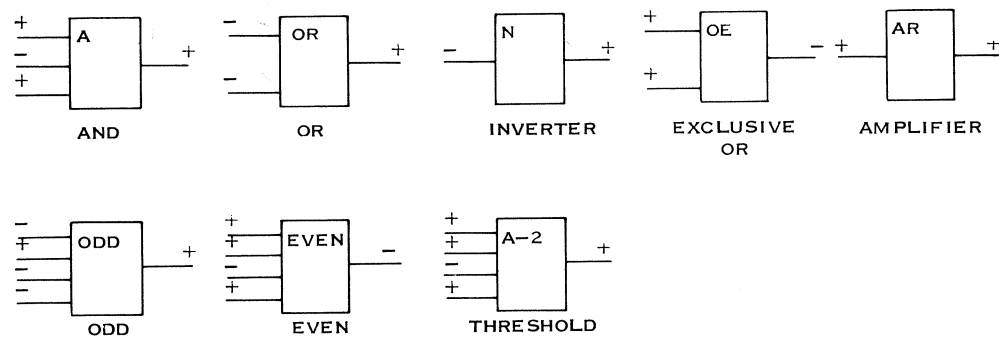 + A
− +
+
AND
− OR
+
−
OR
N
− +
INVERTER
+ OE
−
+
EXCLUSIVE
OR
AR
+ +
AMPLIFIER
− ODD
+ +
−
−
ODD
+ EVEN
+ −
−
+
EVEN
+ A-2
+ +
−
+
THRESHOLD